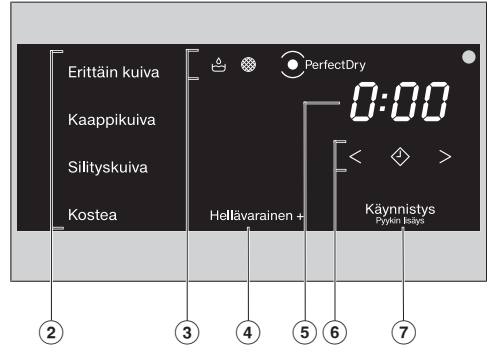 Erittäin kuiva
PerfectDry
0:00
Kaappikuiva
Silityskuiva
< >
Kostea
Hellävarainen +
Käynnistys
Pyykin lisäys
2 3 4 5 6 7